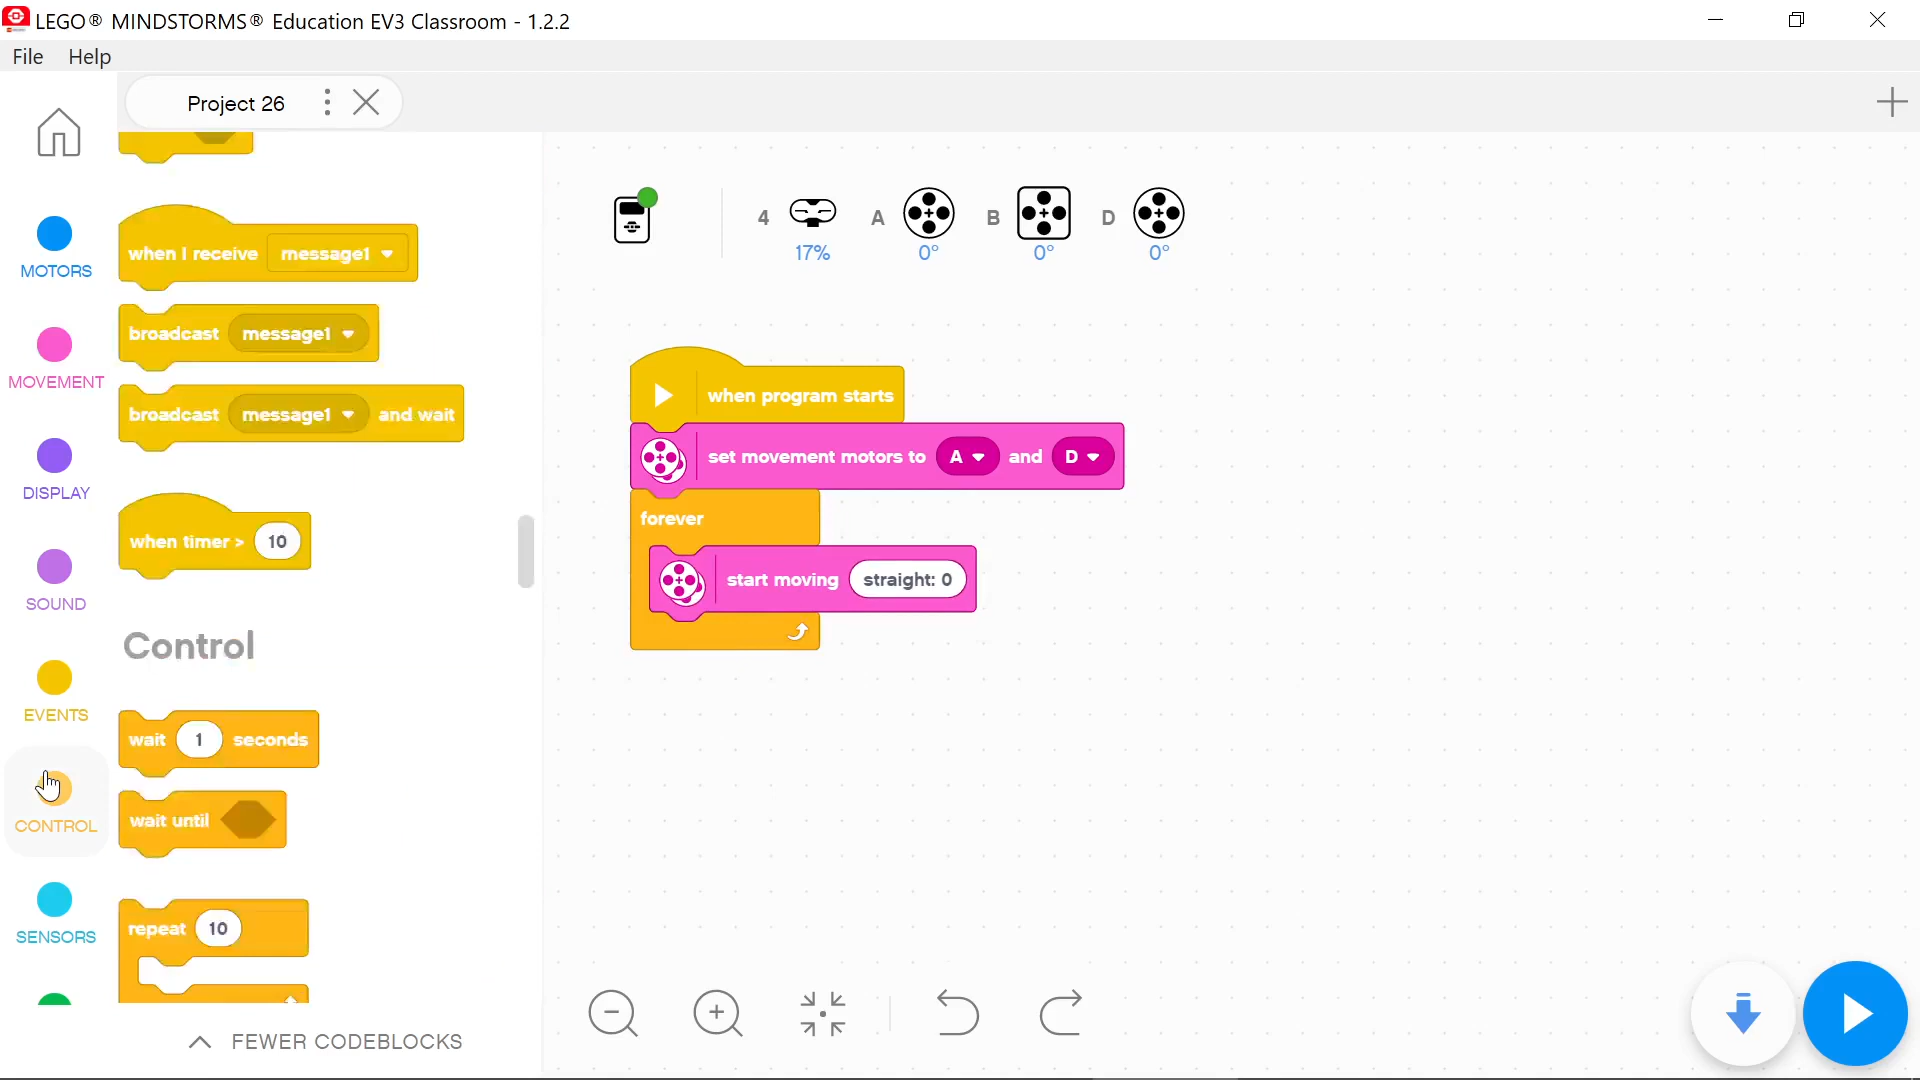 LEGO® MINDSTORMS® Education EV3 Classroom - 1.2.2
File Help
Project 26
MOTORS
MOVEMENT
DISPLAY
SOUND
EVENTS
CONTROL
SENSORS
when I receive message1
broadcast message1
broadcast message1 and wait
when timer > 10
Control
wait 1 seconds
wait until
repeat 10
FEWER CODEBLOCKS
4 A B D
17% 0° 0° 0°
when program starts
set movement motors to A and D
forever
start moving straight: 0